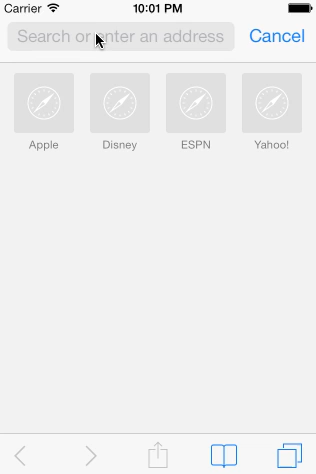 Carrier 10:01 PM
Search or enter an address Cancel
Apple Disney ESPN Yahoo!